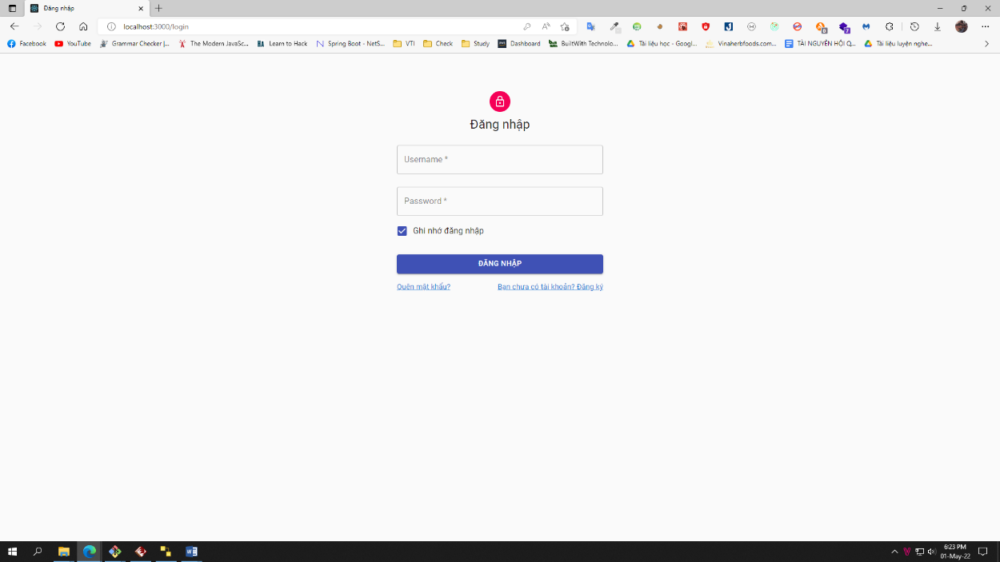 Đăng nhập
localhost:3000/login
Facebook YouTube Grammar Checker |... The Modern JavaSc... Learn to Hack Spring Boot - NetS... VTI Check Study Dashboard BuiltWith Technolo... Tài liệu học - Googl... Vinaherbfoods.com... TÀI NGUYÊN HỘI Q... Tài liệu luyện nghe...
Đăng nhập
Username *
Password *
Ghi nhớ đăng nhập
ĐĂNG NHẬP
Quên mật khẩu? Bạn chưa có tài khoản? Đăng ký
6:23 PM
01-May-22